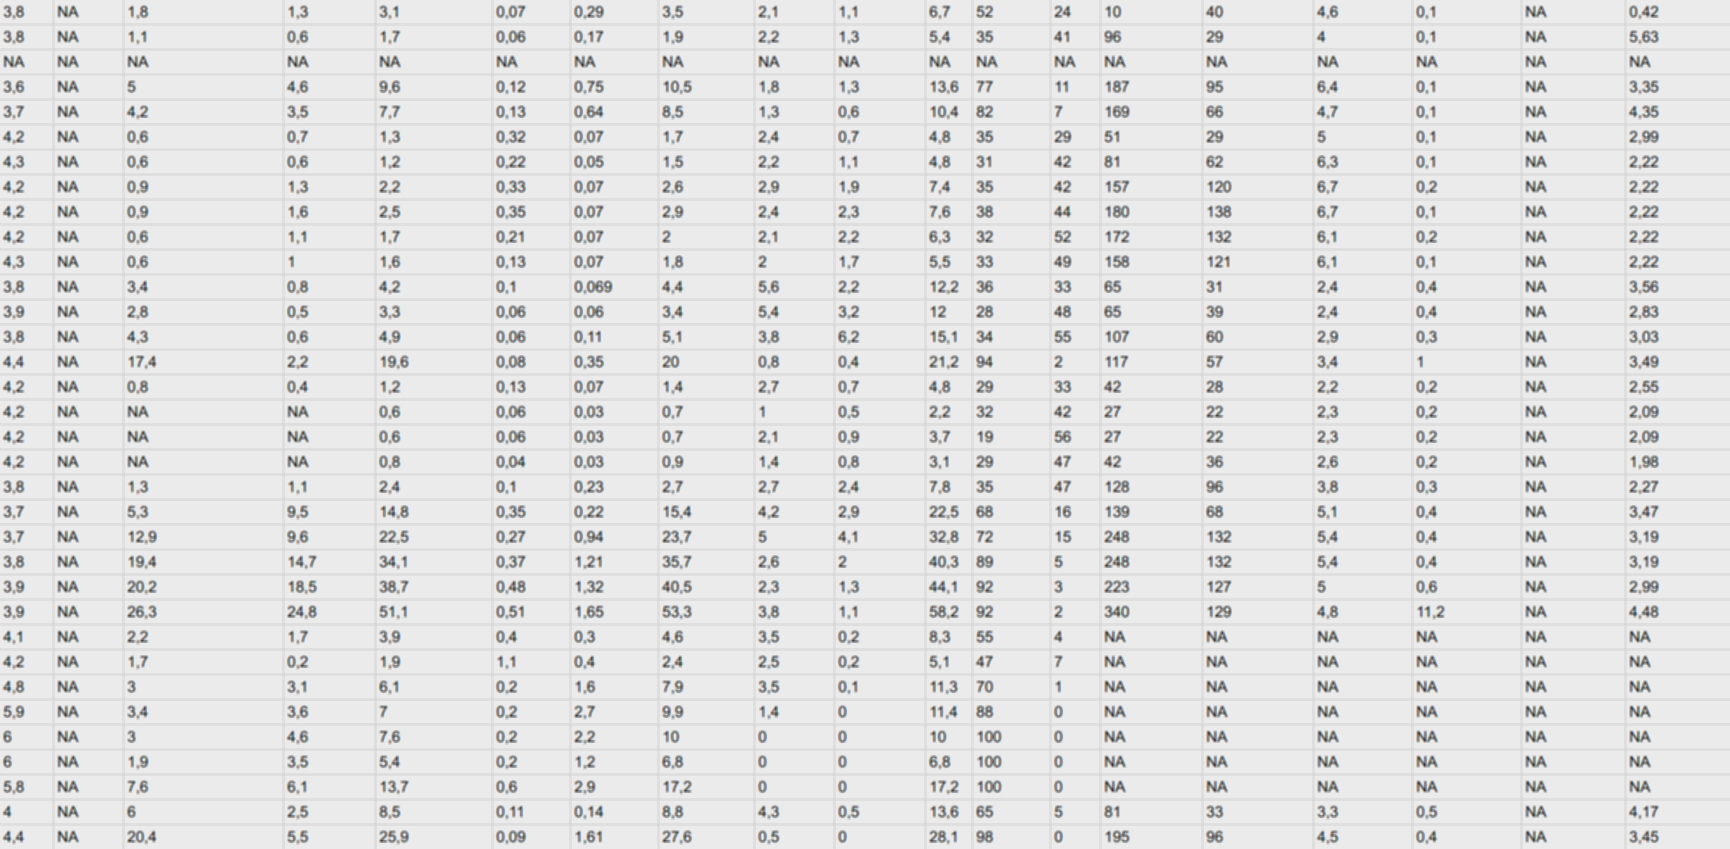 3,8 NA 1,8 1,3 3,1 0,07 0,29 3,5 2,1 1,1 6,7 52 24 10 40 4,6 0,1 NA 0,42
3,8 NA 1,1 0,6 1,7 0,06 0,17 1,9 2,2 1,3 5,4 35 41 96 29 4 0,1 NA 5,63
NA NA NA NA NA NA NA NA NA NA NA NA NA NA NA NA NA NA NA
3,6 NA 5 4,6 9,6 0,12 0,75 10,5 1,8 1,3 13,6 77 11 187 95 6,4 0,1 NA 3,35
3,7 NA 4,2 3,5 7,7 0,13 0,64 8,5 1,3 0,6 10,4 82 7 169 66 4,7 0,1 NA 4,35
4,2 NA 0,6 0,7 1,3 0,32 0,07 1,7 2,4 0,7 4,8 35 29 51 29 5 0,1 NA 2,99
4,3 NA 0,6 0,6 1,2 0,22 0,05 1,5 2,2 1,1 4,8 31 42 81 62 6,3 0,1 NA 2,22
4,2 NA 0,9 1,3 2,2 0,33 0,07 2,6 2,9 1,9 7,4 35 42 157 120 6,7 0,2 NA 2,22
4,2 NA 0,9 1,6 2,5 0,35 0,07 2,9 2,4 2,3 7,6 38 44 180 138 6,7 0,1 NA 2,22
4,2 NA 0,6 1,1 1,7 0,21 0,07 2 2,1 2,2 6,3 32 52 172 132 6,1 0,2 NA 2,22
4,3 NA 0,6 1 1,6 0,13 0,07 1,8 2 1,7 5,5 33 49 158 121 6,1 0,1 NA 2,22
3,8 NA 3,4 0,8 4,2 0,1 0,069 4,4 5,6 2,2 12,2 36 33 65 31 2,4 0,4 NA 3,56
3,9 NA 2,8 0,5 3,3 0,06 0,06 3,4 5,4 3,2 12 28 48 65 39 2,4 0,4 NA 2,83
3,8 NA 4,3 0,6 4,9 0,06 0,11 5,1 3,8 6,2 15,1 34 55 107 60 2,9 0,3 NA 3,03
4,4 NA 17,4 2,2 19,6 0,08 0,35 20 0,8 0,4 21,2 94 2 117 57 3,4 1 NA 3,49
4,2 NA 0,8 0,4 1,2 0,13 0,07 1,4 2,7 0,7 4,8 29 33 42 28 2,2 0,2 NA 2,55
4,2 NA NA NA 0,6 0,06 0,03 0,7 1 0,5 2,2 32 42 27 22 2,3 0,2 NA 2,09
4,2 NA NA NA 0,6 0,06 0,03 0,7 2,1 0,9 3,7 19 56 27 22 2,3 0,2 NA 2,09
4,2 NA NA NA 0,8 0,04 0,03 0,9 1,4 0,8 3,1 29 47 42 36 2,6 0,2 NA 1,98
3,8 NA 1,3 1,1 2,4 0,1 0,23 2,7 2,7 2,4 7,8 35 47 128 96 3,8 0,3 NA 2,27
3,7 NA 5,3 9,5 14,8 0,35 0,22 15,4 4,2 2,9 22,5 68 16 139 68 5,1 0,4 NA 3,47
3,7 NA 12,9 9,6 22,5 0,27 0,94 23,7 5 4,1 32,8 72 15 248 132 5,4 0,4 NA 3,19
3,8 NA 19,4 14,7 34,1 0,37 1,21 35,7 2,6 2 40,3 89 5 248 132 5,4 0,4 NA 3,19
3,9 NA 20,2 18,5 38,7 0,48 1,32 40,5 2,3 1,3 44,1 92 3 223 127 5 0,6 NA 2,99
3,9 NA 26,3 24,8 51,1 0,51 1,65 53,3 3,8 1,1 58,2 92 2 340 129 4,8 11,2 NA 4,48
4,1 NA 2,2 1,7 3,9 0,4 0,3 4,6 3,5 0,2 8,3 55 4 NA NA NA NA NA NA
4,2 NA 1,7 0,2 1,9 1,1 0,4 2,4 2,5 0,2 5,1 47 7 NA NA NA NA NA NA
4,8 NA 3 3,1 6,1 0,2 1,6 7,9 3,5 0,1 11,3 70 1 NA NA NA NA NA NA
5,9 NA 3,4 3,6 7 0,2 2,7 9,9 1,4 0 11,4 88 0 NA NA NA NA NA NA
6 NA 3 4,6 7,6 0,2 2,2 10 0 0 10 100 0 NA NA NA NA NA NA
6 NA 1,9 3,5 5,4 0,2 1,2 6,8 0 0 6,8 100 0 NA NA NA NA NA NA
5,8 NA 7,6 6,1 13,7 0,6 2,9 17,2 0 0 17,2 100 0 NA NA NA NA NA NA
4 NA 6 2,5 8,5 0,11 0,14 8,8 4,3 0,5 13,6 65 5 81 33 3,3 0,5 NA 4,17
4,4 NA 20,4 5,5 25,9 0,09 1,61 27,6 0,5 0 28,1 98 0 195 96 4,5 0,4 NA 3,45